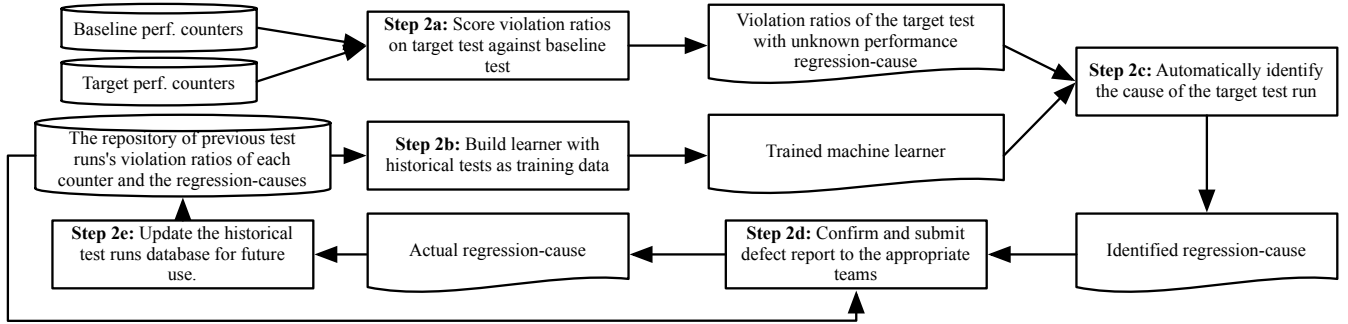 Baseline perf. counters
Target perf. counters
Step 2a: Score violation ratios
on target test against baseline
test
Violation ratios of the target test
with unknown performance
regression-cause
Step 2c: Automatically identify
the cause of the target test run
The repository of previous test
runs's violation ratios of each
counter and the regression-causes
Step 2b: Build learner with
historical tests as training data
Trained machine learner
Step 2e: Update the historical
test runs database for future
use.
Actual regression-cause
Step 2d: Confirm and submit
defect report to the appropriate
teams
Identified regression-cause